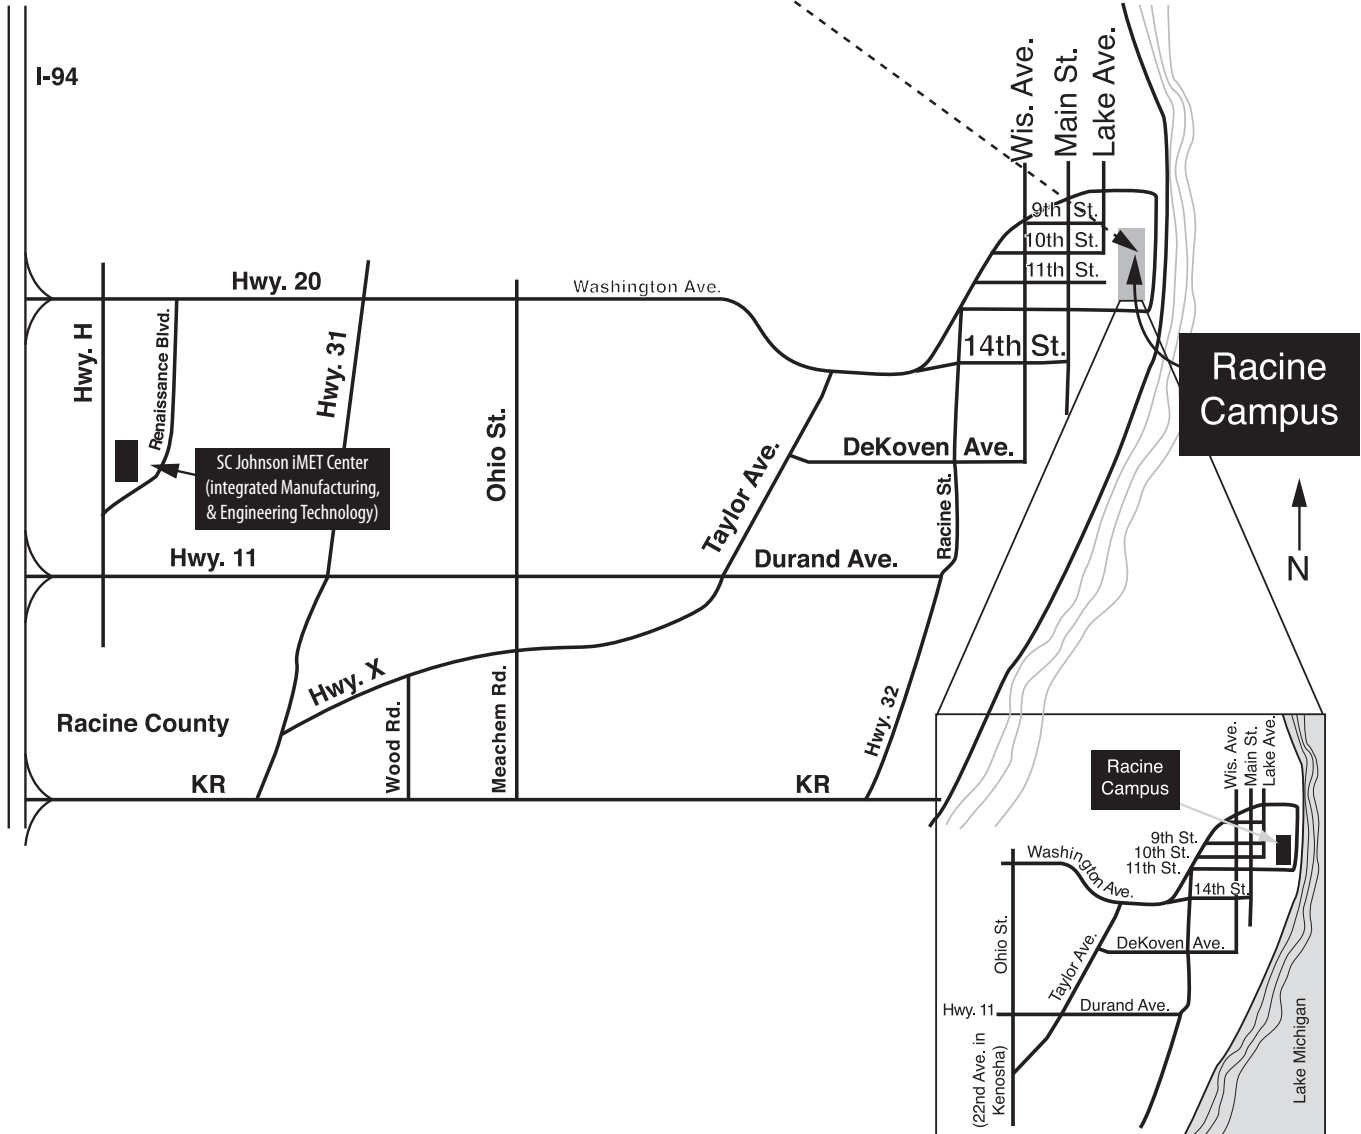 I-94
Wis. Ave.
Main St.
Lake Ave.
9th St.
10th St.
11th St.
Hwy. 20
Washington Ave.
Hwy. H
Renaissance Blvd.
Hwy. 31
14th St.
Racine
Campus
Ohio St.
DeKoven Ave.
SC Johnson iMET Center
(integrated Manufacturing,
& Engineering Technology)
Taylor Ave.
Racine St.
Hwy. 11
Durand Ave.
N
Hwy. X
Racine County
Wood Rd.
Meachem Rd.
Hwy. 32
KR
KR
Wis. Ave.
Main St.
Lake Ave.
Racine
Campus
9th St.
10th St.
11th St.
Washington Ave.
14th St.
Ohio St.
DeKoven Ave.
Taylor Ave.
Hwy. 11
Durand Ave.
(22nd Ave. in
Kenosha)
Lake Michigan